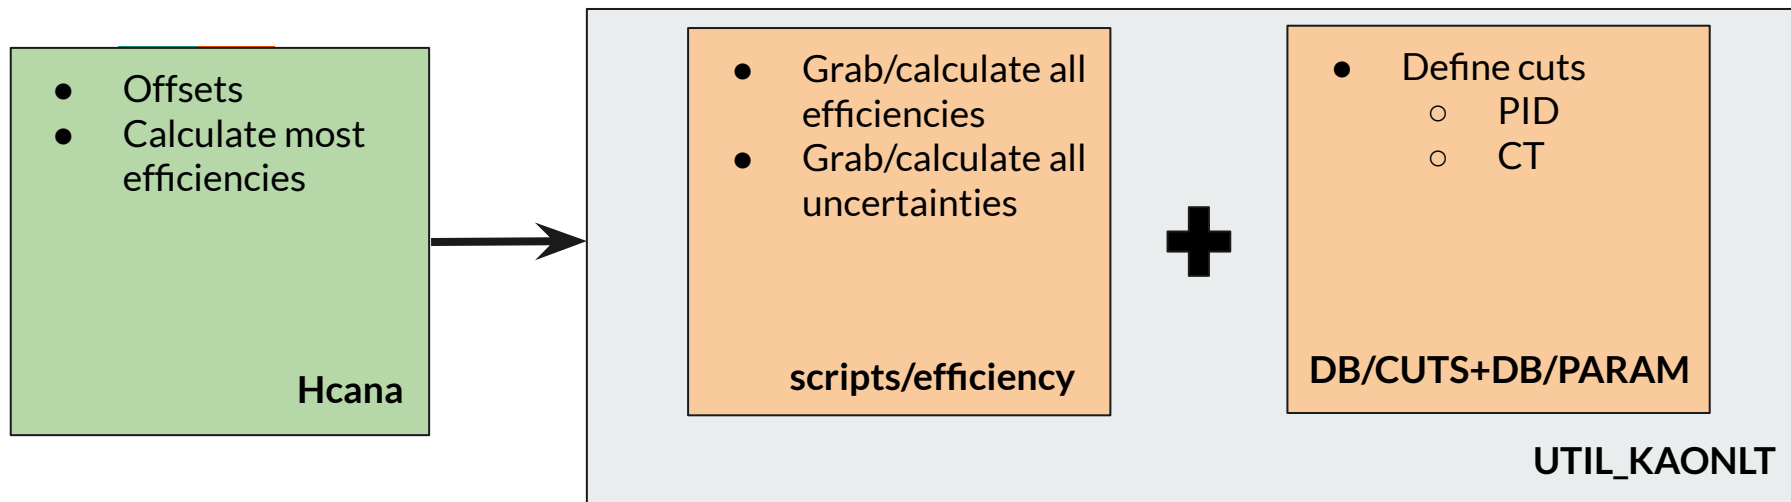 ● Offsets
● Calculate most
efficiencies
Hcana
● Grab/calculate all
efficiencies
● Grab/calculate all
uncertainties
scripts/efficiency
● Define cuts
○ PID
○ CT
DB/CUTS+DB/PARAM
UTIL_KAONLT